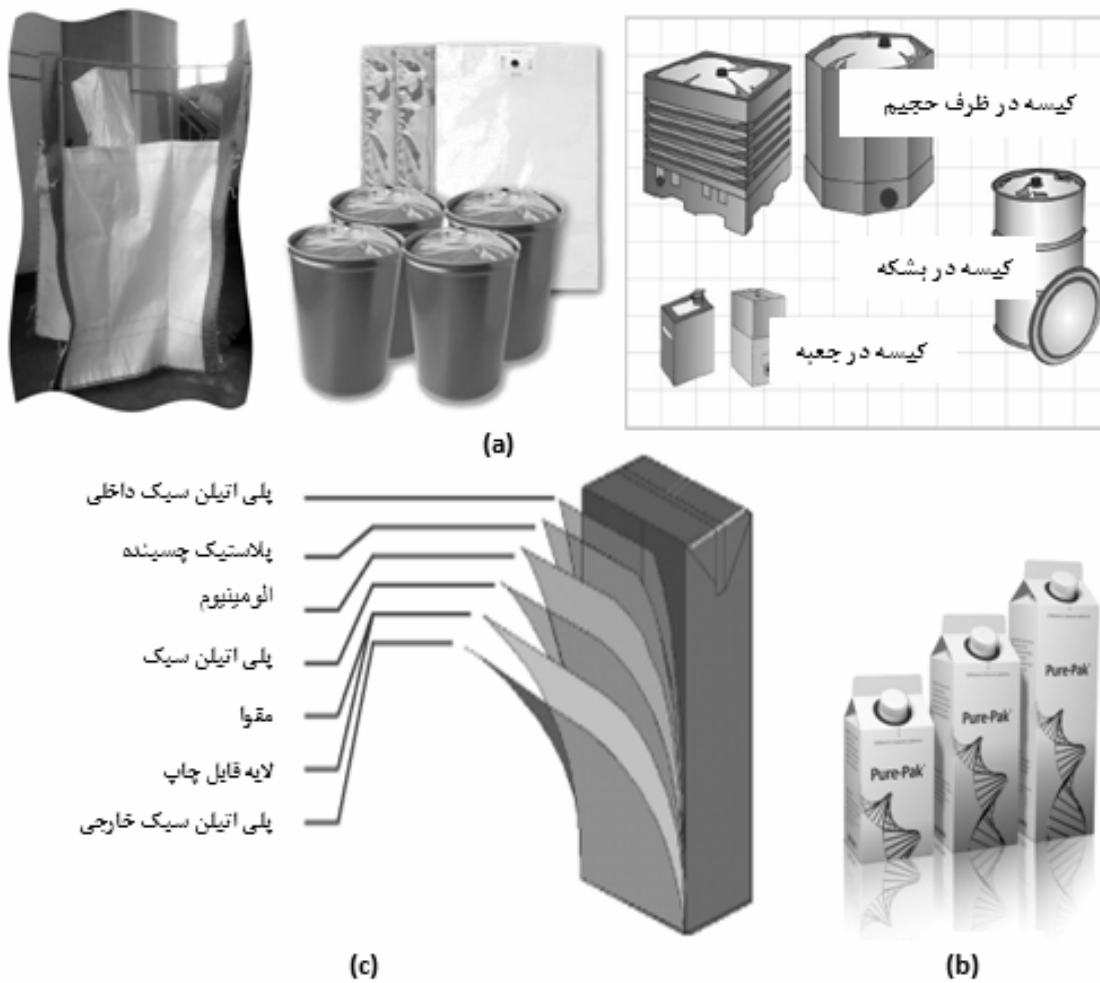 کیسه در ظرف حجیم
کیسه در بشکه
کیسه در جعبه
(a)
پلی اتیلن سبک داخلی
پلاستیک چسبنده
الومینیوم
پلی اتیلن سبک
مقوا
لایه قابل چاپ
پلی اتیلن سبک خارجی
Pure-Pak
Pure-Pak
Pure-Pak
(c)
(b)